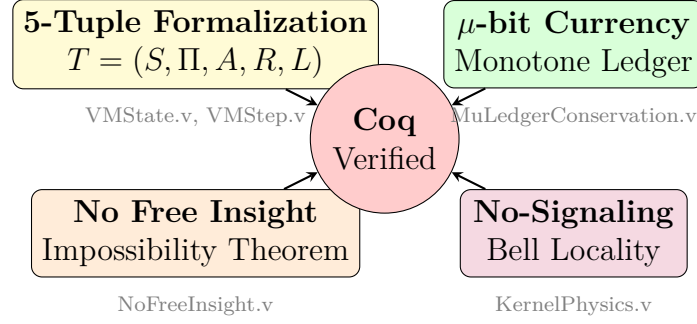 5-Tuple Formalization
T = (S, Π, A, R, L)
VMState.v, VMStep.v
μ-bit Currency
Monotone Ledger
MuLedgerConservation.v
Coq
Verified
No Free Insight
Impossibility Theorem
NoFreeInsight.v
No-Signaling
Bell Locality
KernelPhysics.v